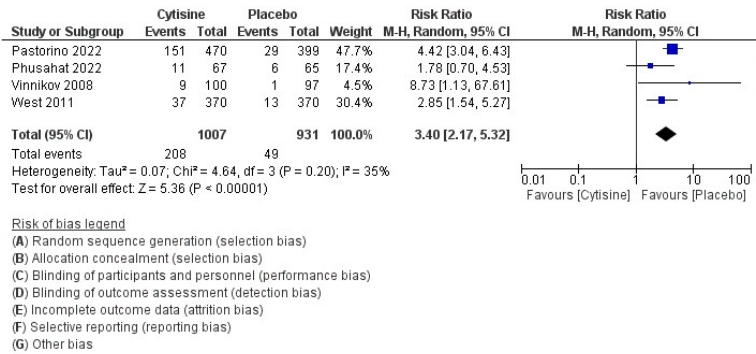 Cytisine Placebo Risk Ratio Risk Ratio
Study or Subgroup Events Total Events Total Weight M-H, Random, 95% CI M-H, Random, 95% CI
Pastorino 2022 151 470 29 399 47.7% 4.42 [3.04, 6.43]
Phusahat 2022 11 67 6 65 17.4% 1.78 [0.70, 4.53]
Vinnikov 2008 9 100 1 97 4.5% 8.73 [1.13, 67.61]
West 2011 37 370 13 370 30.4% 2.85 [1.54, 5.27]
Total (95% CI) 1007 931 100.0% 3.40 [2.17, 5.32]
Total events 208 49
Heterogeneity: Tau² = 0.07; Chi² = 4.64, df = 3 (P = 0.20); I² = 35%
Test for overall effect: Z = 5.36 (P < 0.00001)
0.01 0.1 1 10 100
Favours [Cytisine] Favours [Placebo]
Risk of bias legend
(A) Random sequence generation (selection bias)
(B) Allocation concealment (selection bias)
(C) Blinding of participants and personnel (performance bias)
(D) Blinding of outcome assessment (detection bias)
(E) Incomplete outcome data (attrition bias)
(F) Selective reporting (reporting bias)
(G) Other bias